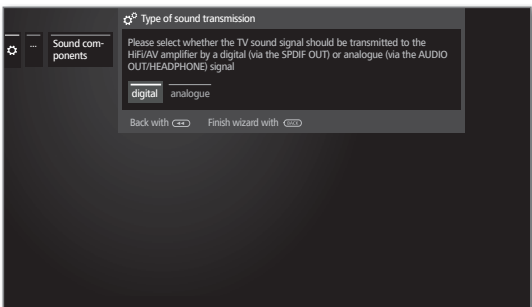 Type of sound transmission
...
Sound com-
ponents
Please select whether the TV sound signal should be transmitted to the
HiFi/AV amplifier by a digital (via the SPDIF OUT) or analogue (via the AUDIO
OUT/HEADPHONE) signal
digital analogue
Back with Finish wizard with BACK